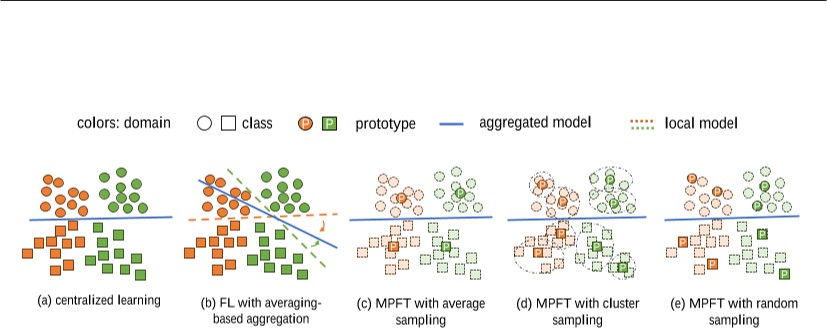 colors: domain class P P prototype aggregated model local model
P P P P P P P P
P P P P P P P P
P P P P
(a) centralized learning (b) FL with averaging-based aggregation (c) MPFT with average sampling (d) MPFT with cluster sampling (e) MPFT with random sampling